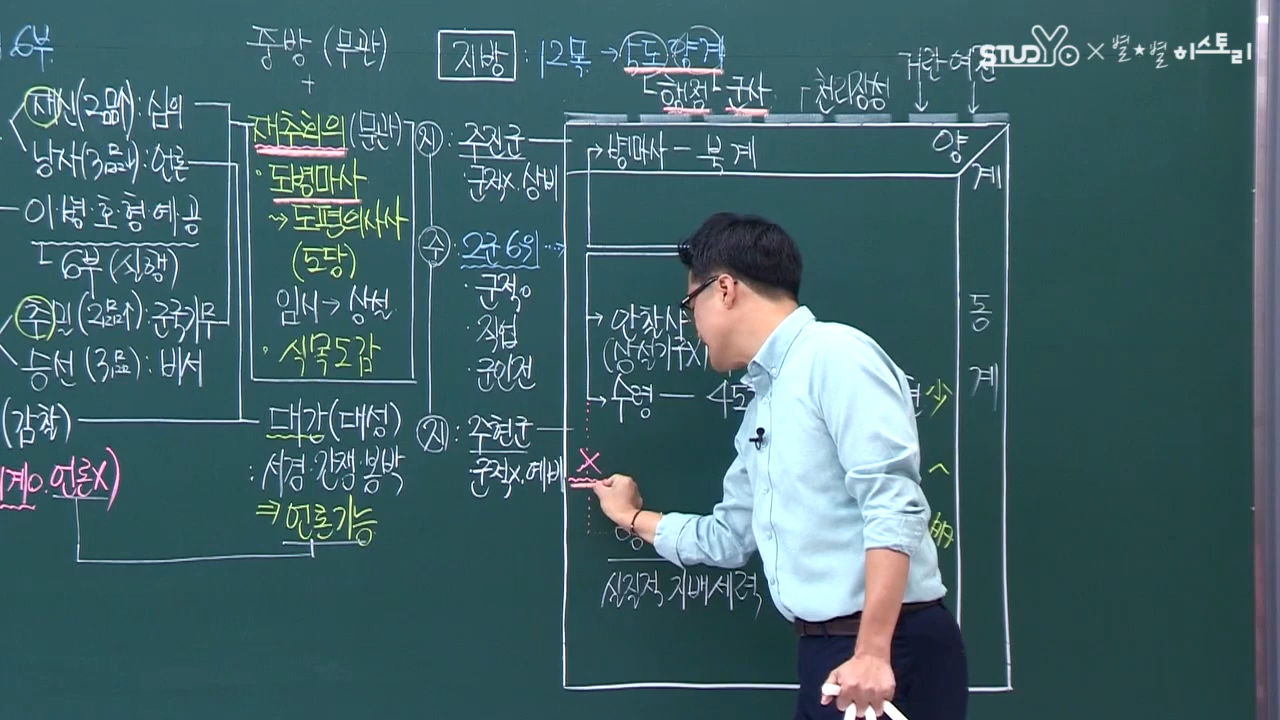 6부
재신(2품↑) : 심의
낭사(3품↓) : 언론
이·병·호·형·예·공
└ 6부 (실행)
추밀(2품↑) : 군국기무
승선 (3품) : 비서
(감찰)
언론X)
중방 (무관)
+
재추회의 (문관)
· 도병마사
→ 도평의사사
(도당)
임시 → 상설
· 식목도감
대간 (대성)
: 서경·간쟁·봉박
⇒ 언론기능
지방 : 12목 → 5도 양계
└ 행정 군사
┌ 천리장성
거란 여진
STUDYo × 별★별 히스토리
지 : 주진군
군적X. 상비
수 : 2군 6위
· 군적o
· 직업
· 군인전
지 : 주현군
군적X. 예비
병마사 - 북계
양
계
동
계
안찰사
(상설기구X)
수령 — 45
少
<
多
X
실질적 지배세력